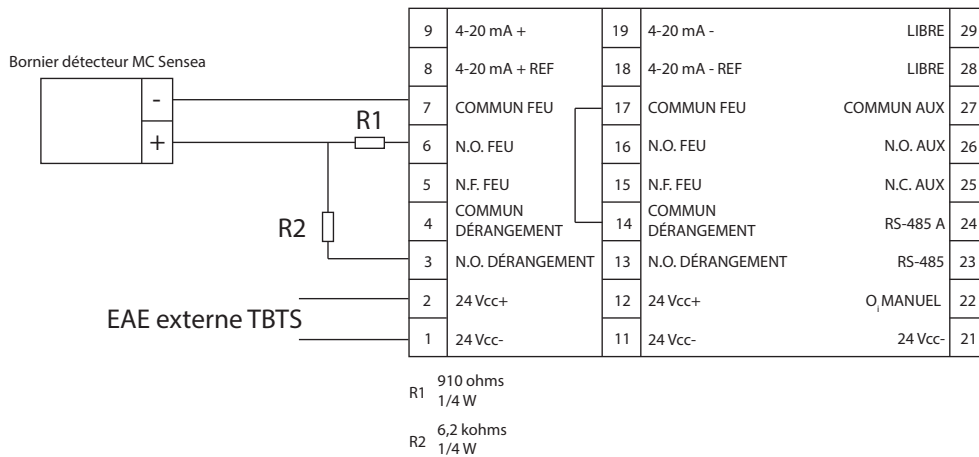 Bornier détecteur MC Sensea
-
+
R1
R2
EAE externe TBTS
9 4-20 mA + 19 4-20 mA - LIBRE 29
8 4-20 mA + REF 18 4-20 mA - REF LIBRE 28
7 COMMUN FEU 17 COMMUN FEU COMMUN AUX 27
6 N.O. FEU 16 N.O. FEU N.O. AUX 26
5 N.F. FEU 15 N.F. FEU N.C. AUX 25
4 COMMUN DÉRANGEMENT 14 COMMUN DÉRANGEMENT RS-485 A 24
3 N.O. DÉRANGEMENT 13 N.O. DÉRANGEMENT RS-485 23
2 24 Vcc+ 12 24 Vcc+ O¡MANUEL 22
1 24 Vcc- 11 24 Vcc- 24 Vcc- 21
R1 910 ohms
1/4 W
R2 6,2 kohms
1/4 W